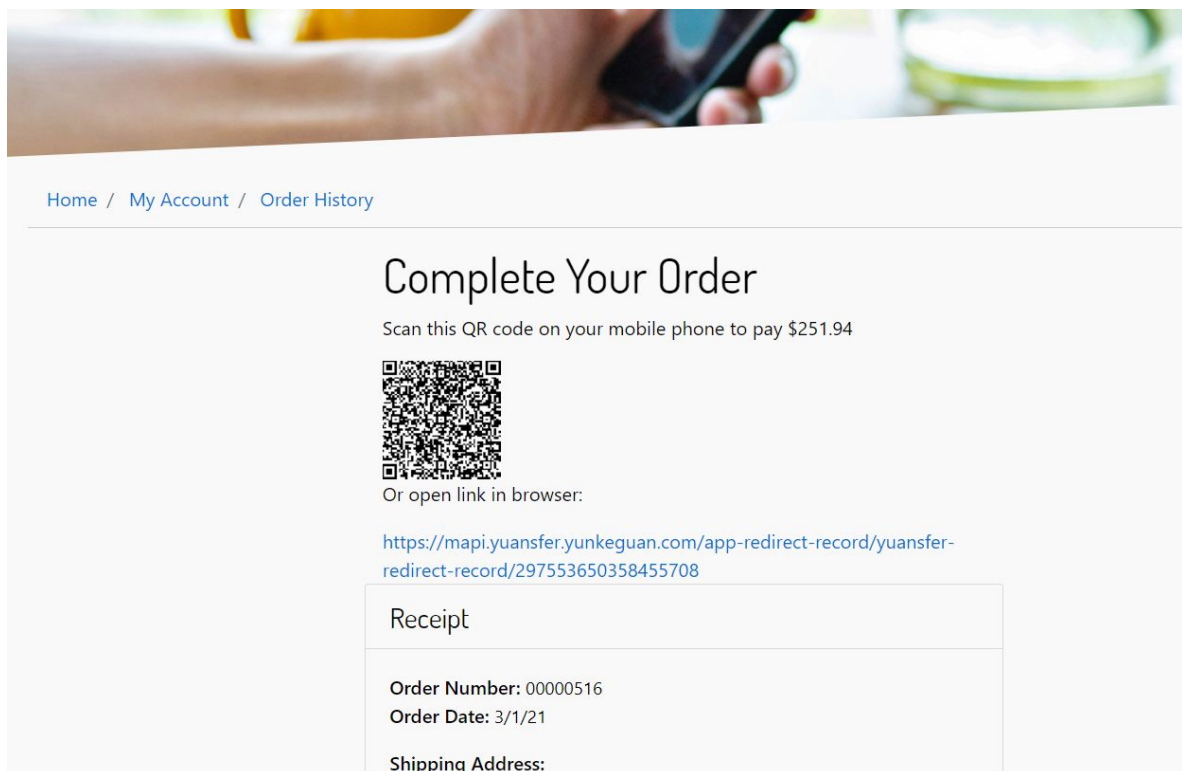 Home / My Account / Order History
Complete Your Order
Scan this QR code on your mobile phone to pay $251.94
Or open link in browser:
https://mapi.yuansfer.yunkeguan.com/app-redirect-record/yuansfer-
redirect-record/297553650358455708
Receipt
Order Number: 00000516
Order Date: 3/1/21
Shipping Address: